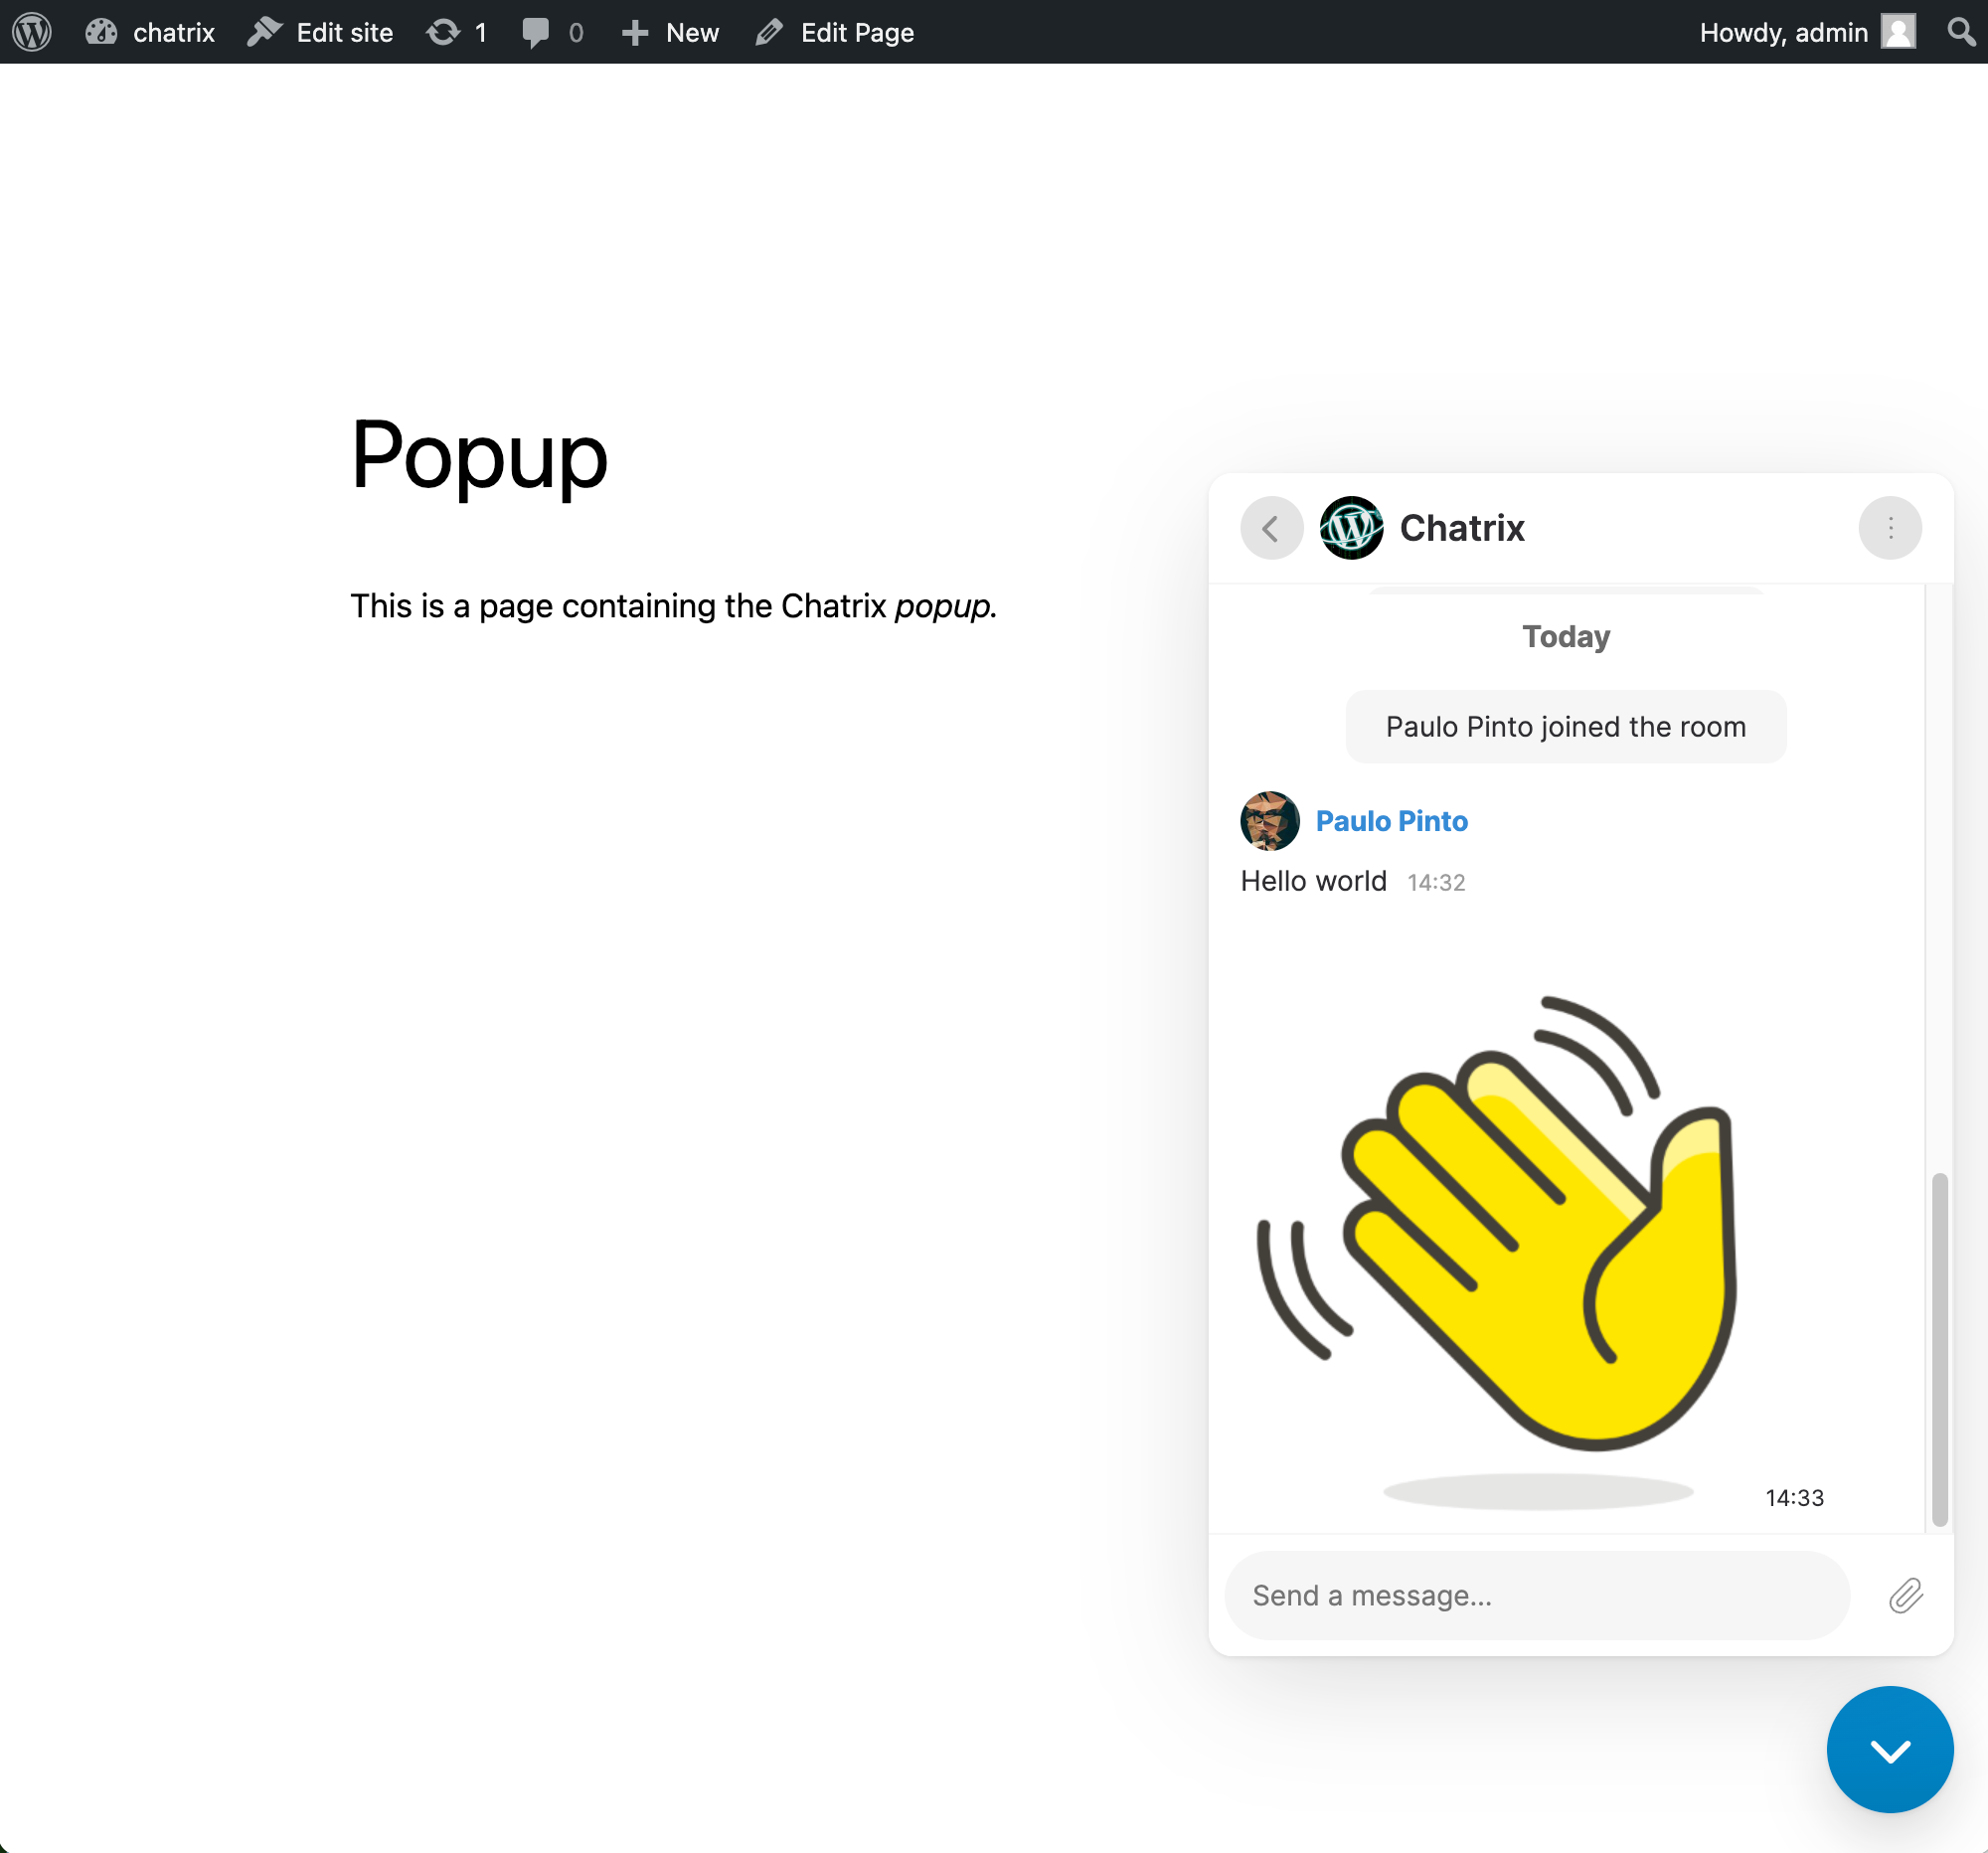 chatrix Edit site 1 0 New Edit Page Howdy, admin
Popup
This is a page containing the Chatrix popup.
Chatrix
Today
Paulo Pinto joined the room
Paulo Pinto
Hello world 14:32
14:33
Send a message...